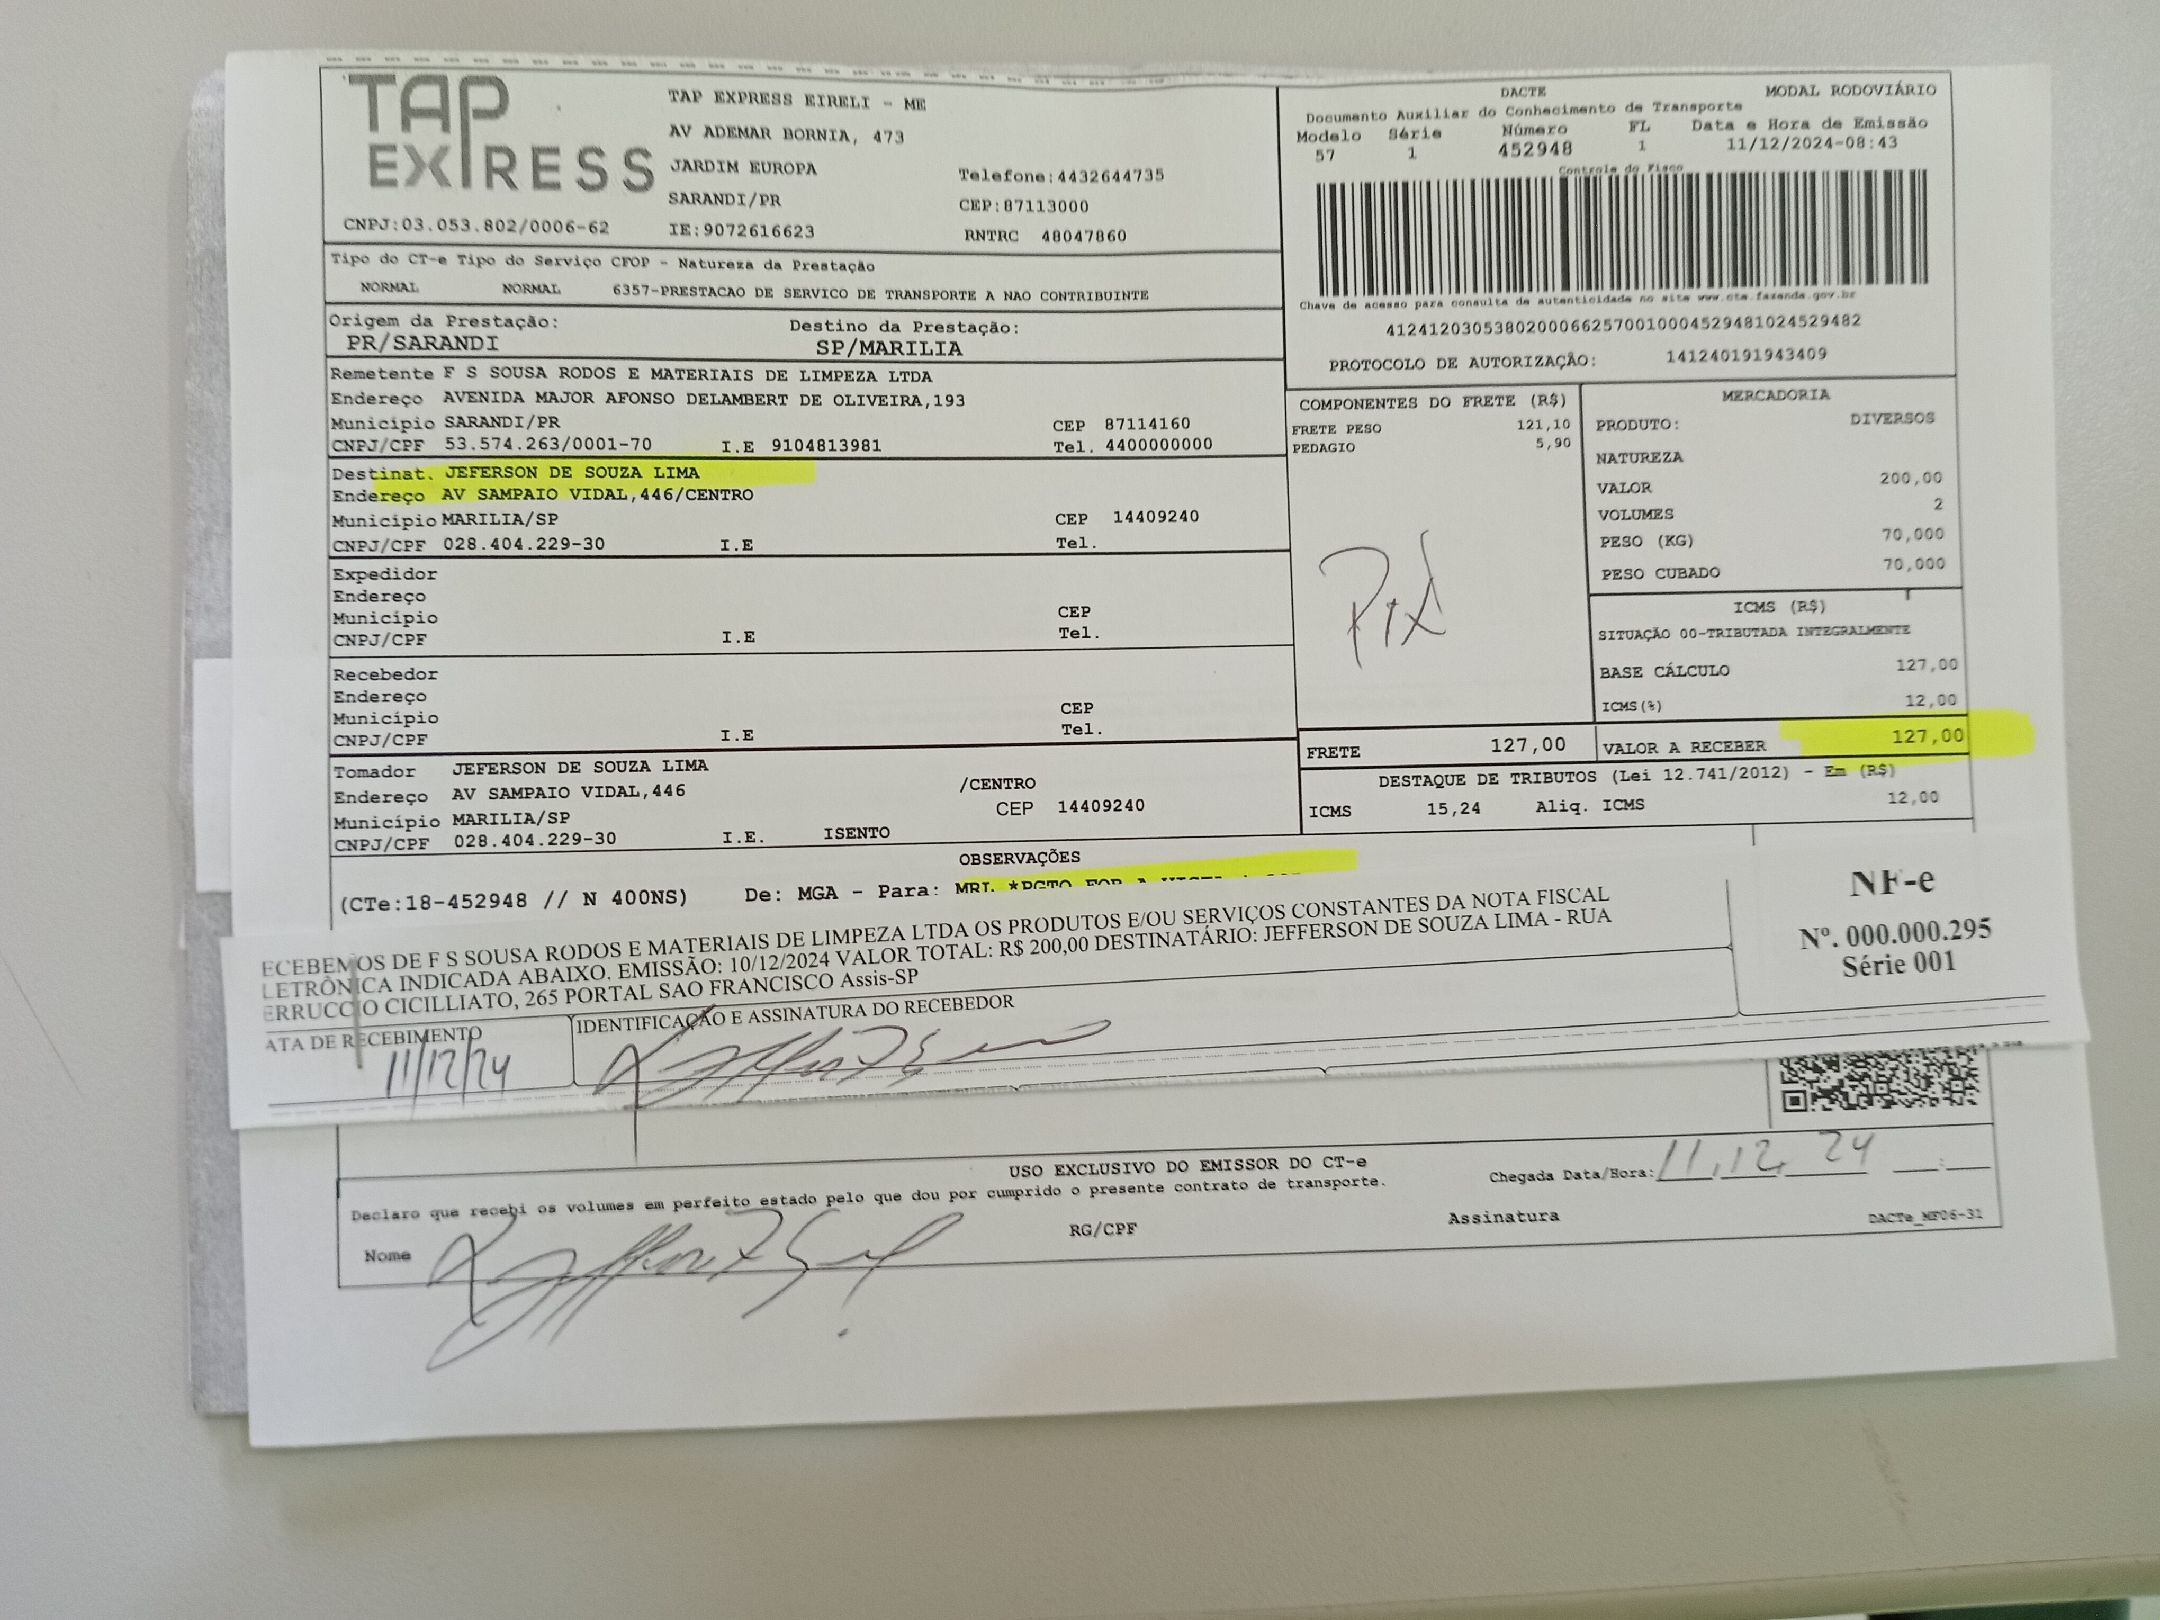 TAP EXPRESS
TAP EXPRESS EIRELI - ME
AV ADEMAR BORNIA, 473
JARDIM EUROPA
Telefone:4432644735
SARANDI/PR
CEP:87113000
CNPJ:03.053.802/0006-62
IE:9072616623
RNTRC 48047860
DACTE
MODAL RODOVIÁRIO
Documento Auxiliar do Conhecimento de Transporte
Modelo Série Número FL Data e Hora de Emissão
57 1 452948 1 11/12/2024-08:43
Controle do Fisco
Chave de acesso para consulta de autenticidade no site www.cte.fazenda.gov.br
41241203053802000662570010004529481024529482
PROTOCOLO DE AUTORIZAÇÃO: 141240191943409
Tipo do CT-e Tipo do Serviço CFOP - Natureza da Prestação
NORMAL NORMAL 6357-PRESTACAO DE SERVICO DE TRANSPORTE A NAO CONTRIBUINTE
Origem da Prestação: Destino da Prestação:
PR/SARANDI SP/MARILIA
Remetente F S SOUSA RODOS E MATERIAIS DE LIMPEZA LTDA
Endereço AVENIDA MAJOR AFONSO DELAMBERT DE OLIVEIRA,193
Município SARANDI/PR CEP 87114160
CNPJ/CPF 53.574.263/0001-70 I.E 9104813981 Tel. 4400000000
Destinat. JEFERSON DE SOUZA LIMA
Endereço AV SAMPAIO VIDAL,446/CENTRO
Município MARILIA/SP CEP 14409240
CNPJ/CPF 028.404.229-30 I.E Tel.
Expedidor
Endereço
Município CEP
CNPJ/CPF I.E Tel.
Recebedor
Endereço
Município CEP
CNPJ/CPF I.E Tel.
Tomador JEFERSON DE SOUZA LIMA
Endereço AV SAMPAIO VIDAL,446 /CENTRO
Município MARILIA/SP CEP 14409240
CNPJ/CPF 028.404.229-30 I.E. ISENTO
COMPONENTES DO FRETE (R$)
FRETE PESO 121,10
PEDAGIO 5,90
Pix
FRETE 127,00
MERCADORIA
PRODUTO: DIVERSOS
NATUREZA
VALOR 200,00
VOLUMES 2
PESO (KG) 70,000
PESO CUBADO 70,000
ICMS (R$)
SITUAÇÃO 00-TRIBUTADA INTEGRALMENTE
BASE CÁLCULO 127,00
ICMS(%) 12,00
VALOR A RECEBER 127,00
DESTAQUE DE TRIBUTOS (Lei 12.741/2012) - Em (R$)
ICMS 15,24 Aliq. ICMS 12,00
OBSERVAÇÕES
(CTe:18-452948 // N 400NS) De: MGA - Para: MRL *PGTO FOB A
ECEBEMOS DE F S SOUSA RODOS E MATERIAIS DE LIMPEZA LTDA OS PRODUTOS E/OU SERVIÇOS CONSTANTES DA NOTA FISCAL
LETRÔNICA INDICADA ABAIXO. EMISSÃO: 10/12/2024 VALOR TOTAL: R$ 200,00 DESTINATÁRIO: JEFFERSON DE SOUZA LIMA - RUA
ERRUCCIO CICILLIATO, 265 PORTAL SAO FRANCISCO Assis-SP
ATA DE RECEBIMENTO
11/12/24
IDENTIFICAÇÃO E ASSINATURA DO RECEBEDOR
NF-e
Nº. 000.000.295
Série 001
USO EXCLUSIVO DO EMISSOR DO CT-e
Declaro que recebi os volumes em perfeito estado pelo que dou por cumprido o presente contrato de transporte.
Chegada Data/Hora: 11,12, 24
Nome
RG/CPF
Assinatura
DACTe_MF06-31